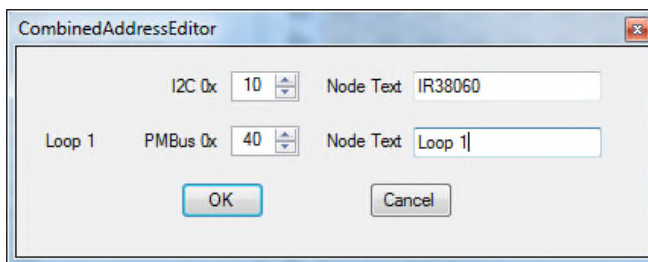 CombinedAddressEditor
I2C 0x 10 Node Text IR38060
Loop 1 PMBus 0x 40 Node Text Loop 1
OK Cancel